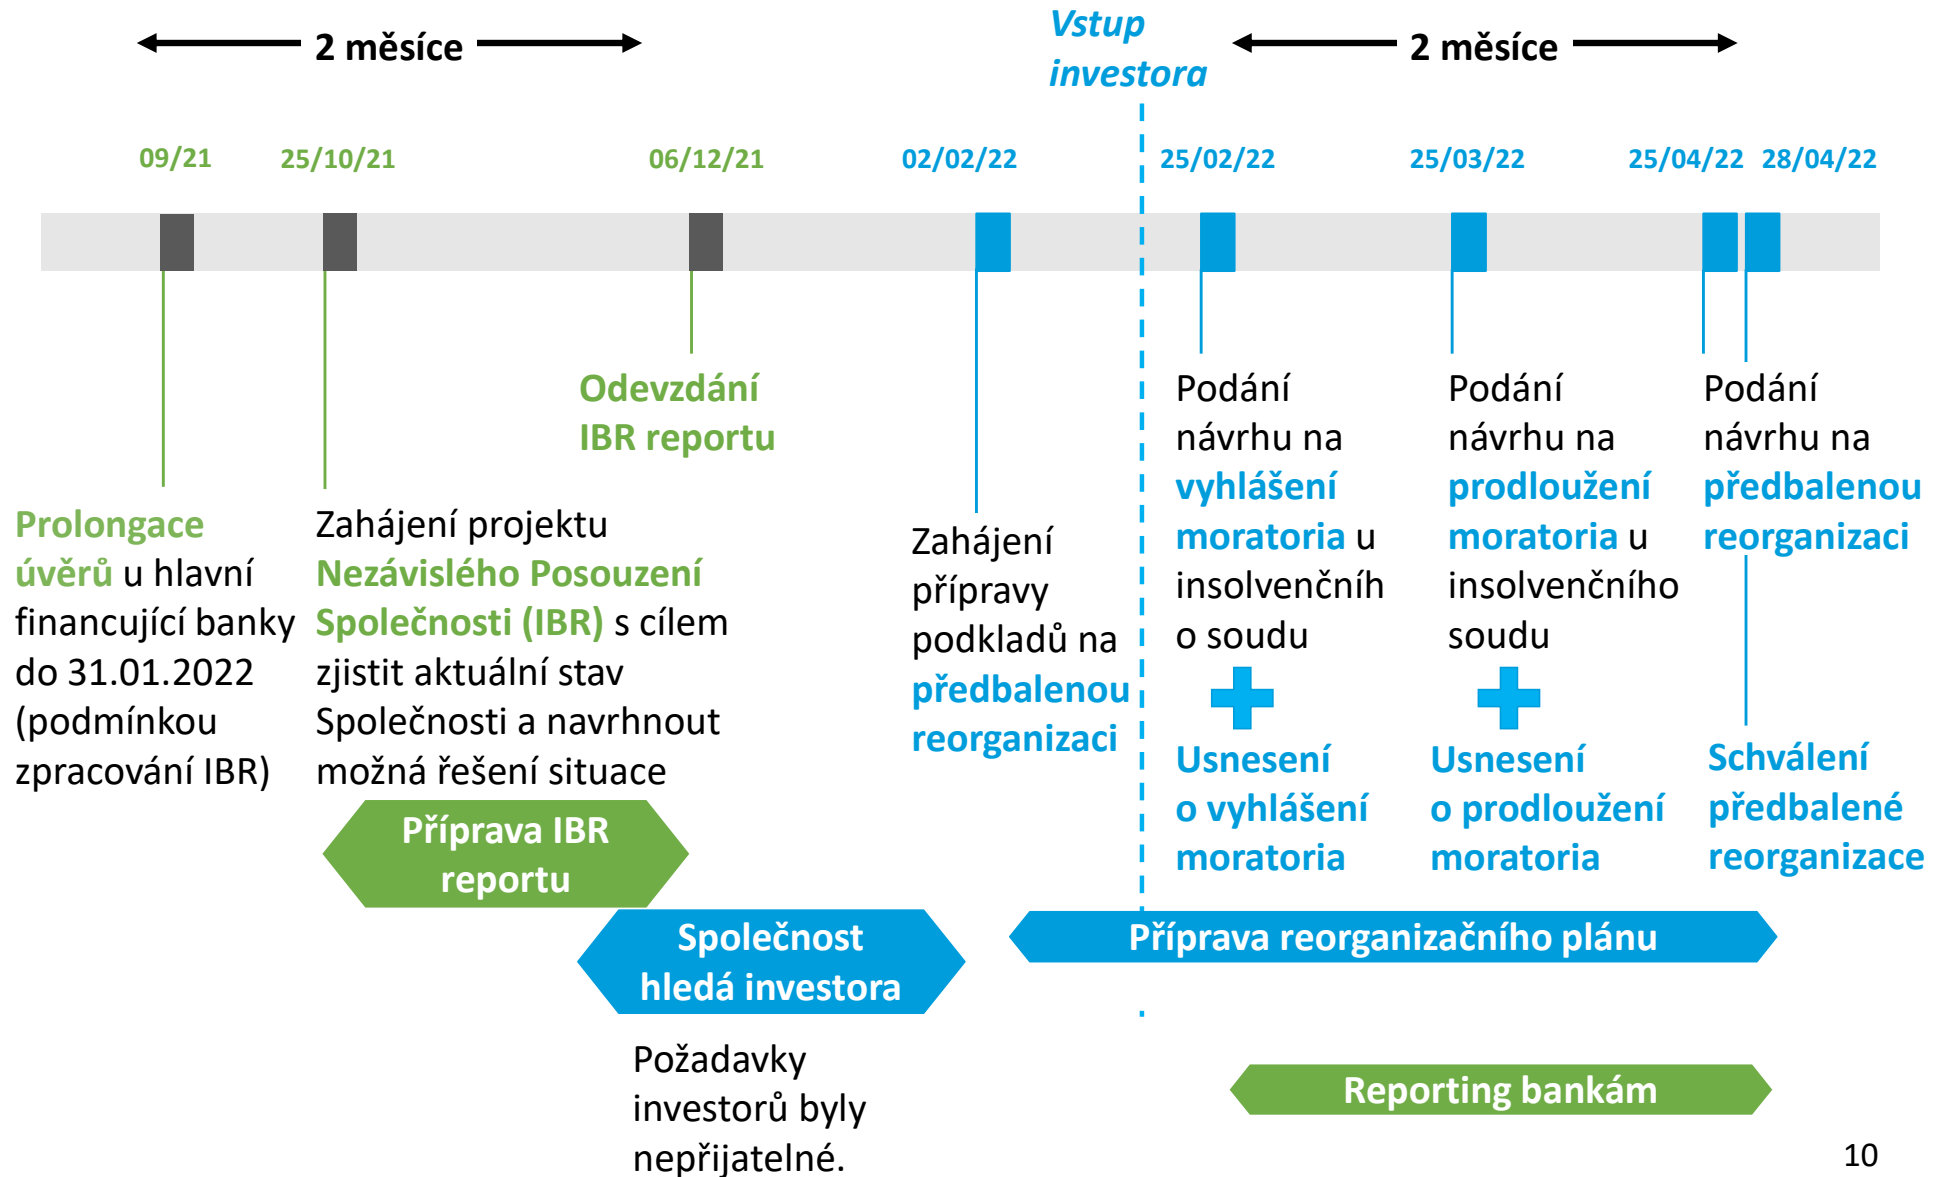 2 měsíce
Vstup
investora
2 měsíce
09/21
25/10/21
06/12/21
02/02/22
25/02/22
25/03/22
25/04/22
28/04/22
Prolongace
úvěrů u hlavní
financující banky
do 31.01.2022
(podmínkou
zpracování IBR)
Zahájení projektu
Nezávislého Posouzení
Společnosti (IBR) s cílem
zjistit aktuální stav
Společnosti a navrhnout
možná řešení situace
Odevzdání
IBR reportu
Zahájení
přípravy
podkladů na
předbalenou
reorganizaci
Podání
návrhu na
vyhlášení
moratoria u
insolvenčníh
o soudu
Usnesení
o vyhlášení
moratoria
Podání
návrhu na
prodloužení
moratoria u
insolvenčního
soudu
Usnesení
o prodloužení
moratoria
Podání
návrhu na
předbalenou
reorganizaci
Schválení
předbalené
reorganizace
Příprava IBR
reportu
Společnost
hledá investora
Příprava reorganizačního plánu
Požadavky
investorů byly
nepřijatelné.
Reporting bankám
10